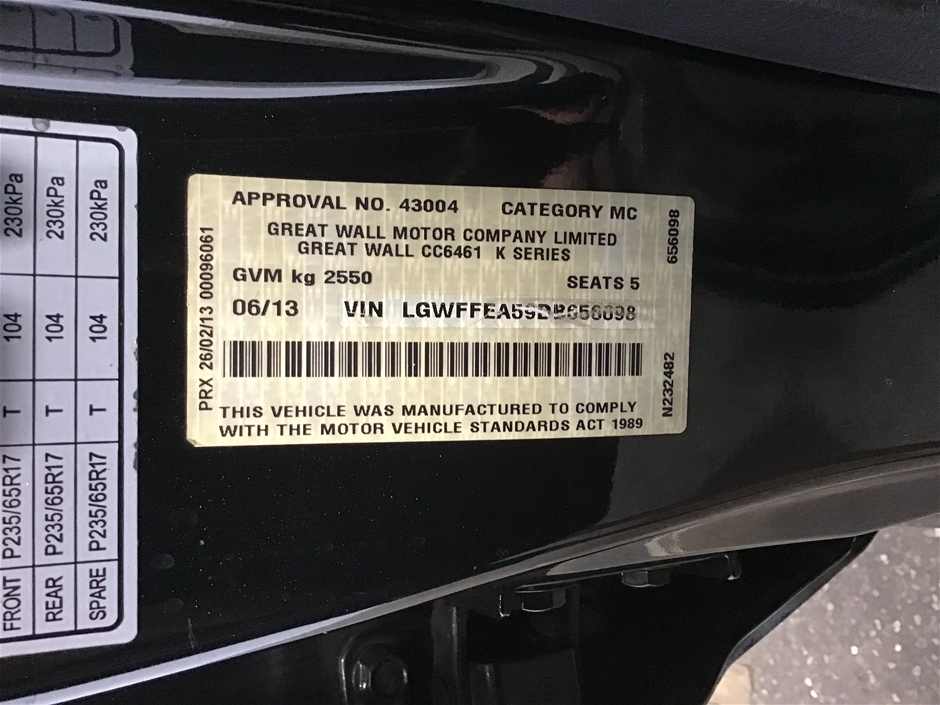 FRONT P235/65R17 T 104 230kPa
REAR P235/65R17 T 104 230kPa
SPARE P235/65R17 T 104 230kPa
PRX 26/02/13 00096061
APPROVAL NO. 43004 CATEGORY MC
GREAT WALL MOTOR COMPANY LIMITED
GREAT WALL CC6461 K SERIES
GVM kg 2550 SEATS 5
06/13 VIN LGWFFEA59DB656098
THIS VEHICLE WAS MANUFACTURED TO COMPLY
WITH THE MOTOR VEHICLE STANDARDS ACT 1989
N232482 656098